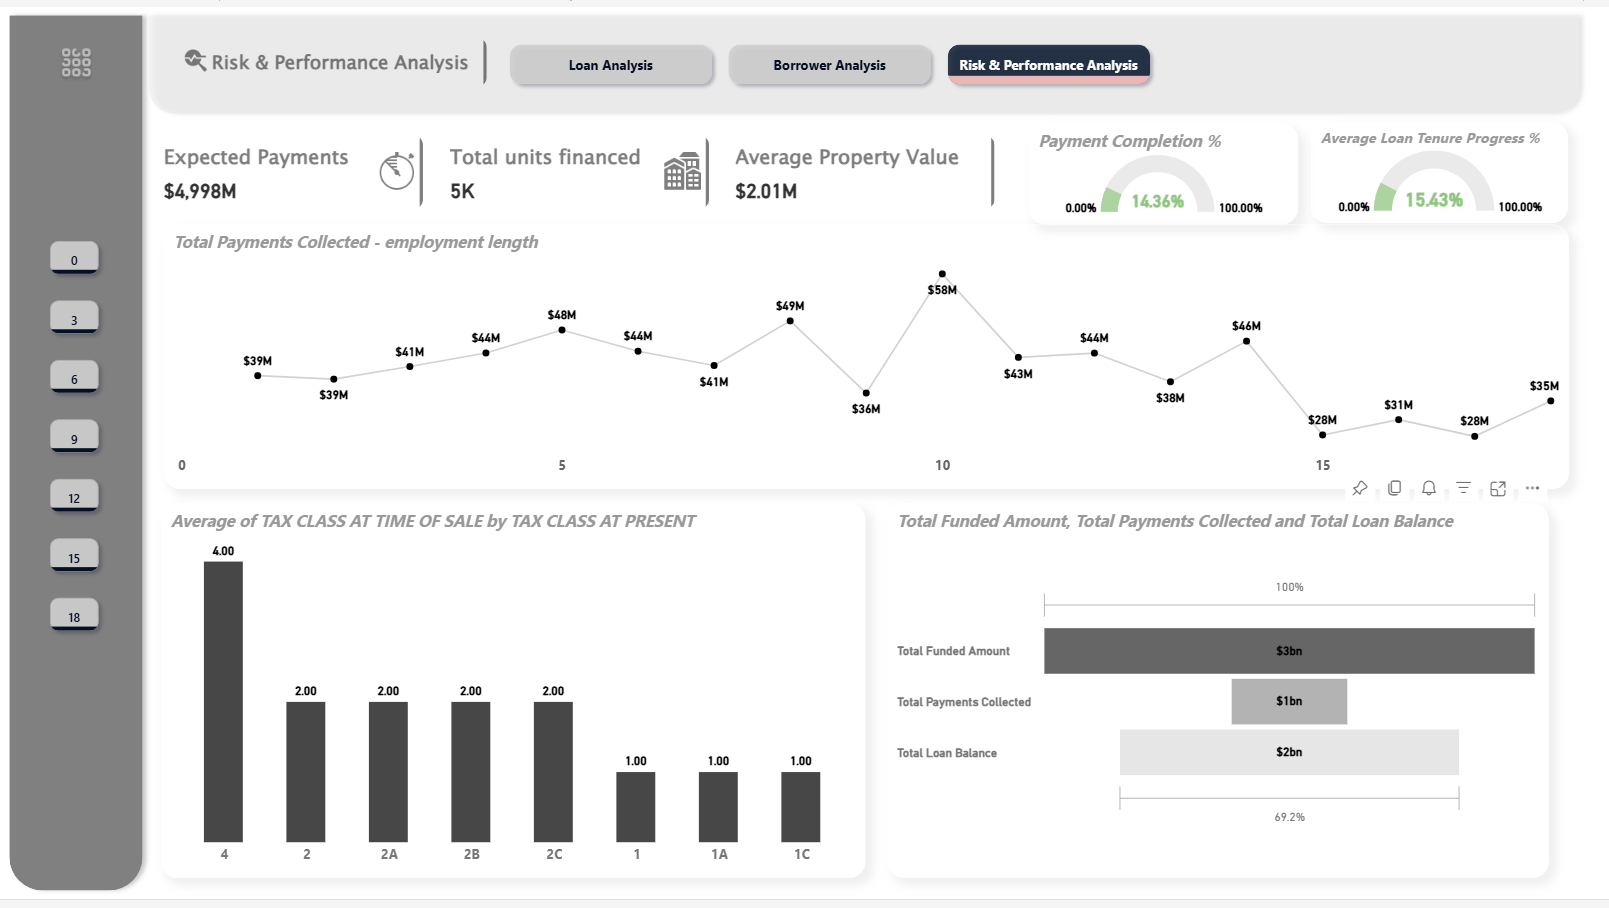 Risk & Performance Analysis
Loan Analysis
Borrower Analysis
Risk & Performance Analysis
Expected Payments
$4,998M
Total units financed
5K
Average Property Value
$2.01M
Payment Completion %
0.00%
14.36%
100.00%
Average Loan Tenure Progress %
0.00%
15.43%
100.00%
0
3
6
9
12
15
18
Total Payments Collected - employment length
$39M
$39M
$41M
$44M
$48M
$44M
$41M
$49M
$36M
$58M
$43M
$44M
$38M
$46M
$28M
$31M
$28M
$35M
0
5
10
15
Average of TAX CLASS AT TIME OF SALE by TAX CLASS AT PRESENT
4.00
2.00
2.00
2.00
2.00
1.00
1.00
1.00
4
2
2A
2B
2C
1
1A
1C
Total Funded Amount, Total Payments Collected and Total Loan Balance
100%
Total Funded Amount
$3bn
Total Payments Collected
$1bn
Total Loan Balance
$2bn
69.2%